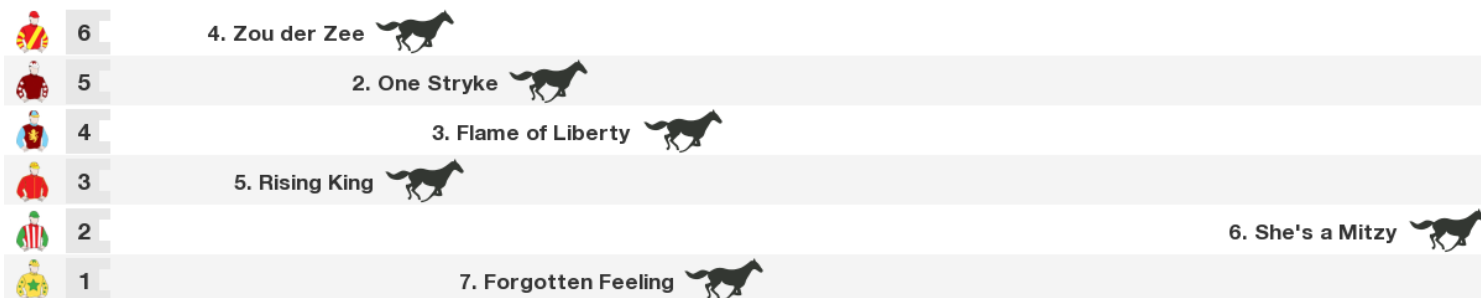 6 4. Zou der Zee
5 2. One Stryke
4 3. Flame of Liberty
3 5. Rising King
2 6. She's a Mitzy
1 7. Forgotten Feeling